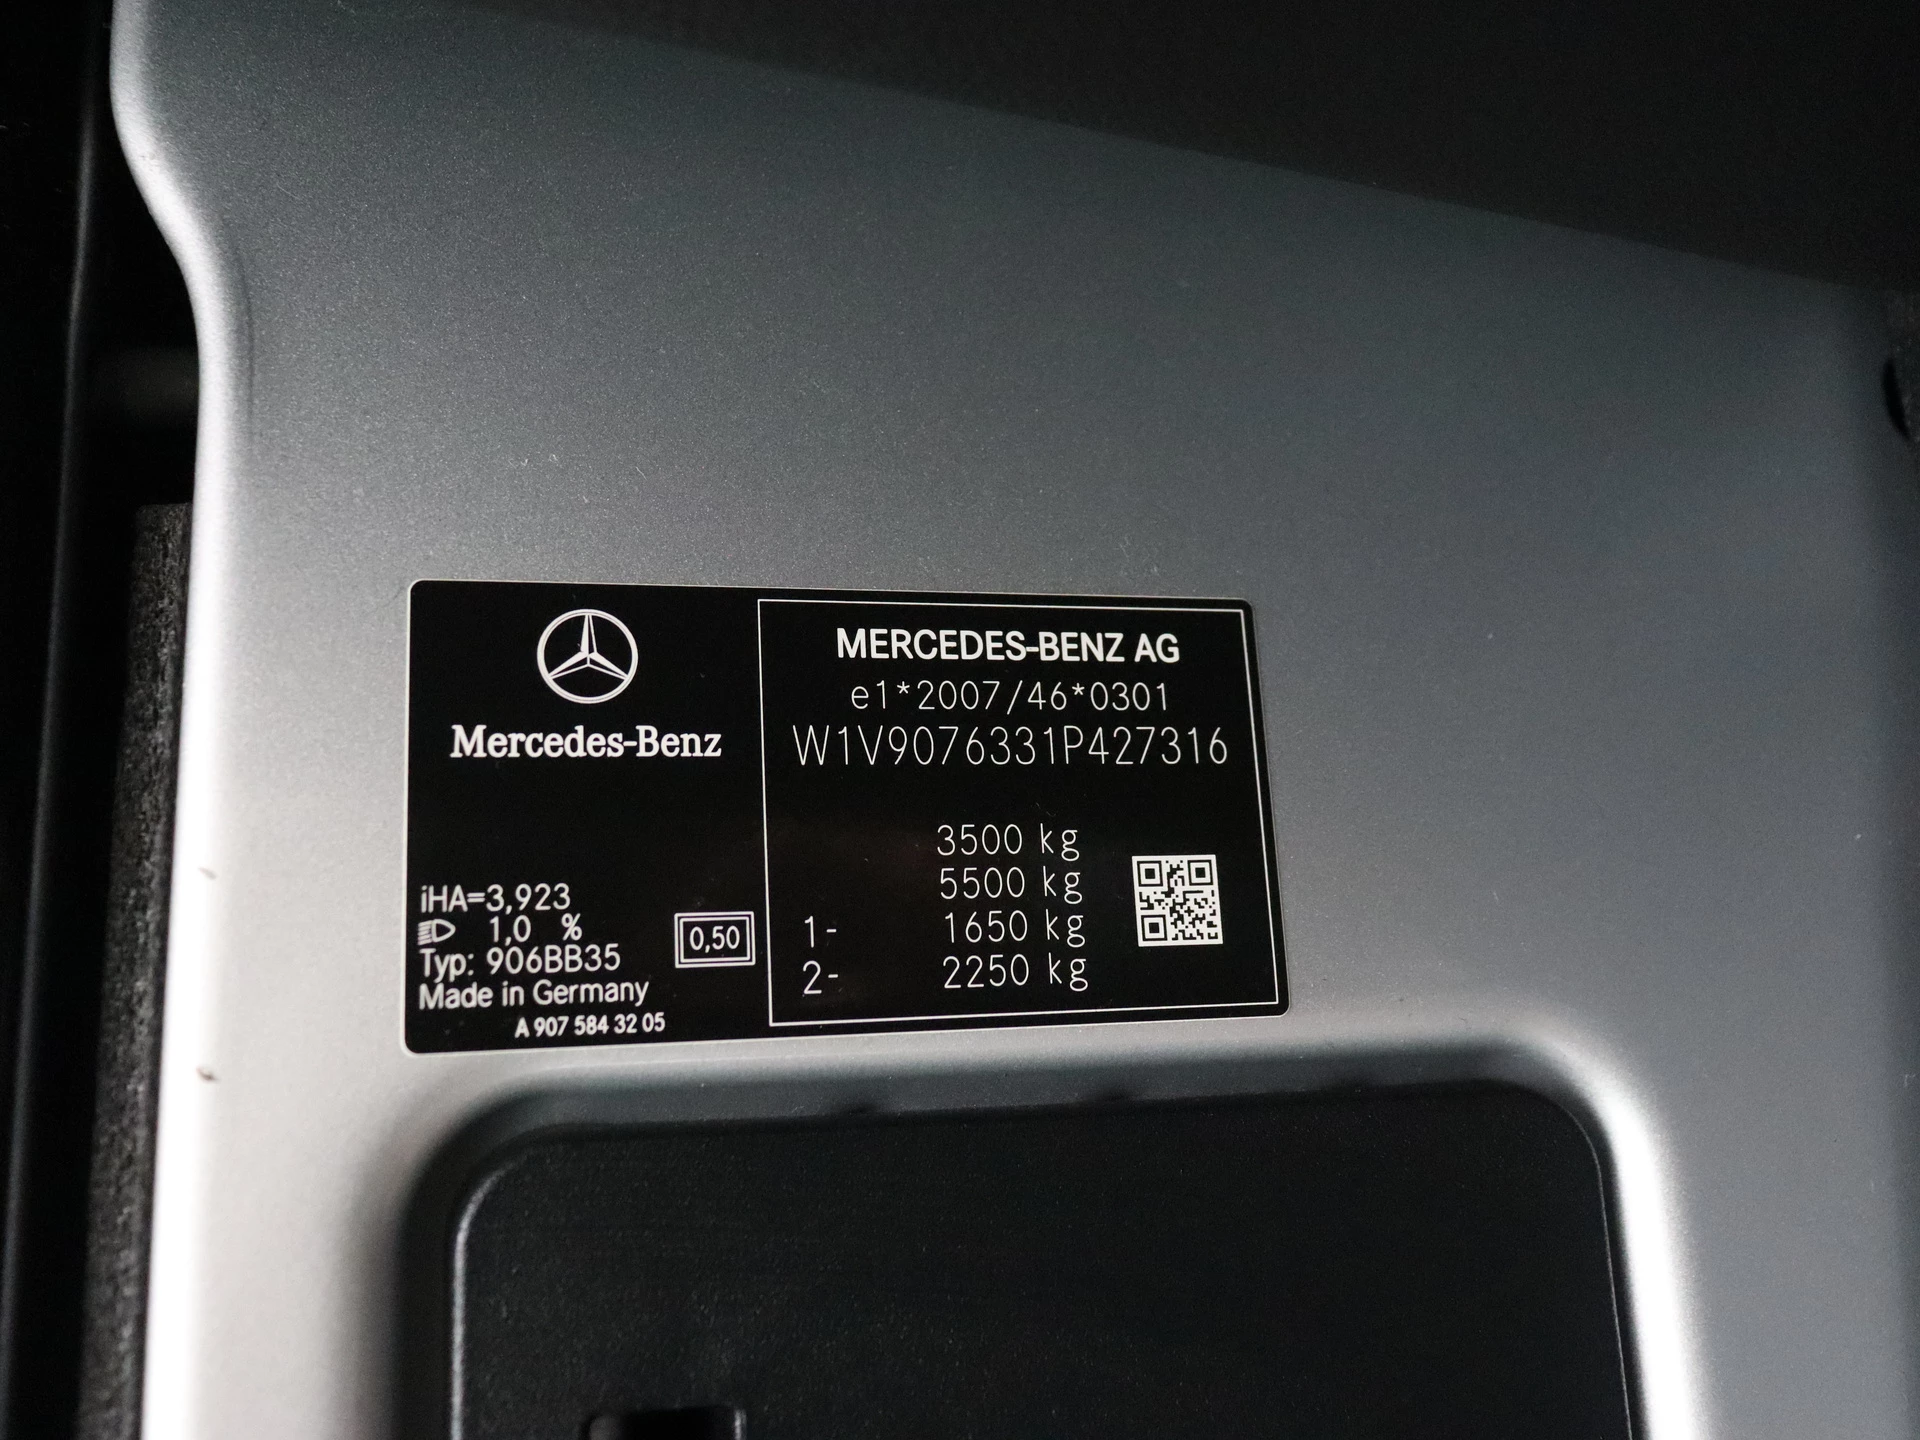 Mercedes-Benz
iHA=3,923
1,0 %
Typ: 906BB35
Made in Germany
A 907 584 32 05
0,50
MERCEDES-BENZ AG
e1*2007/46*0301
W1V9076331P427316
3500 kg
5500 kg
1- 1650 kg
2- 2250 kg